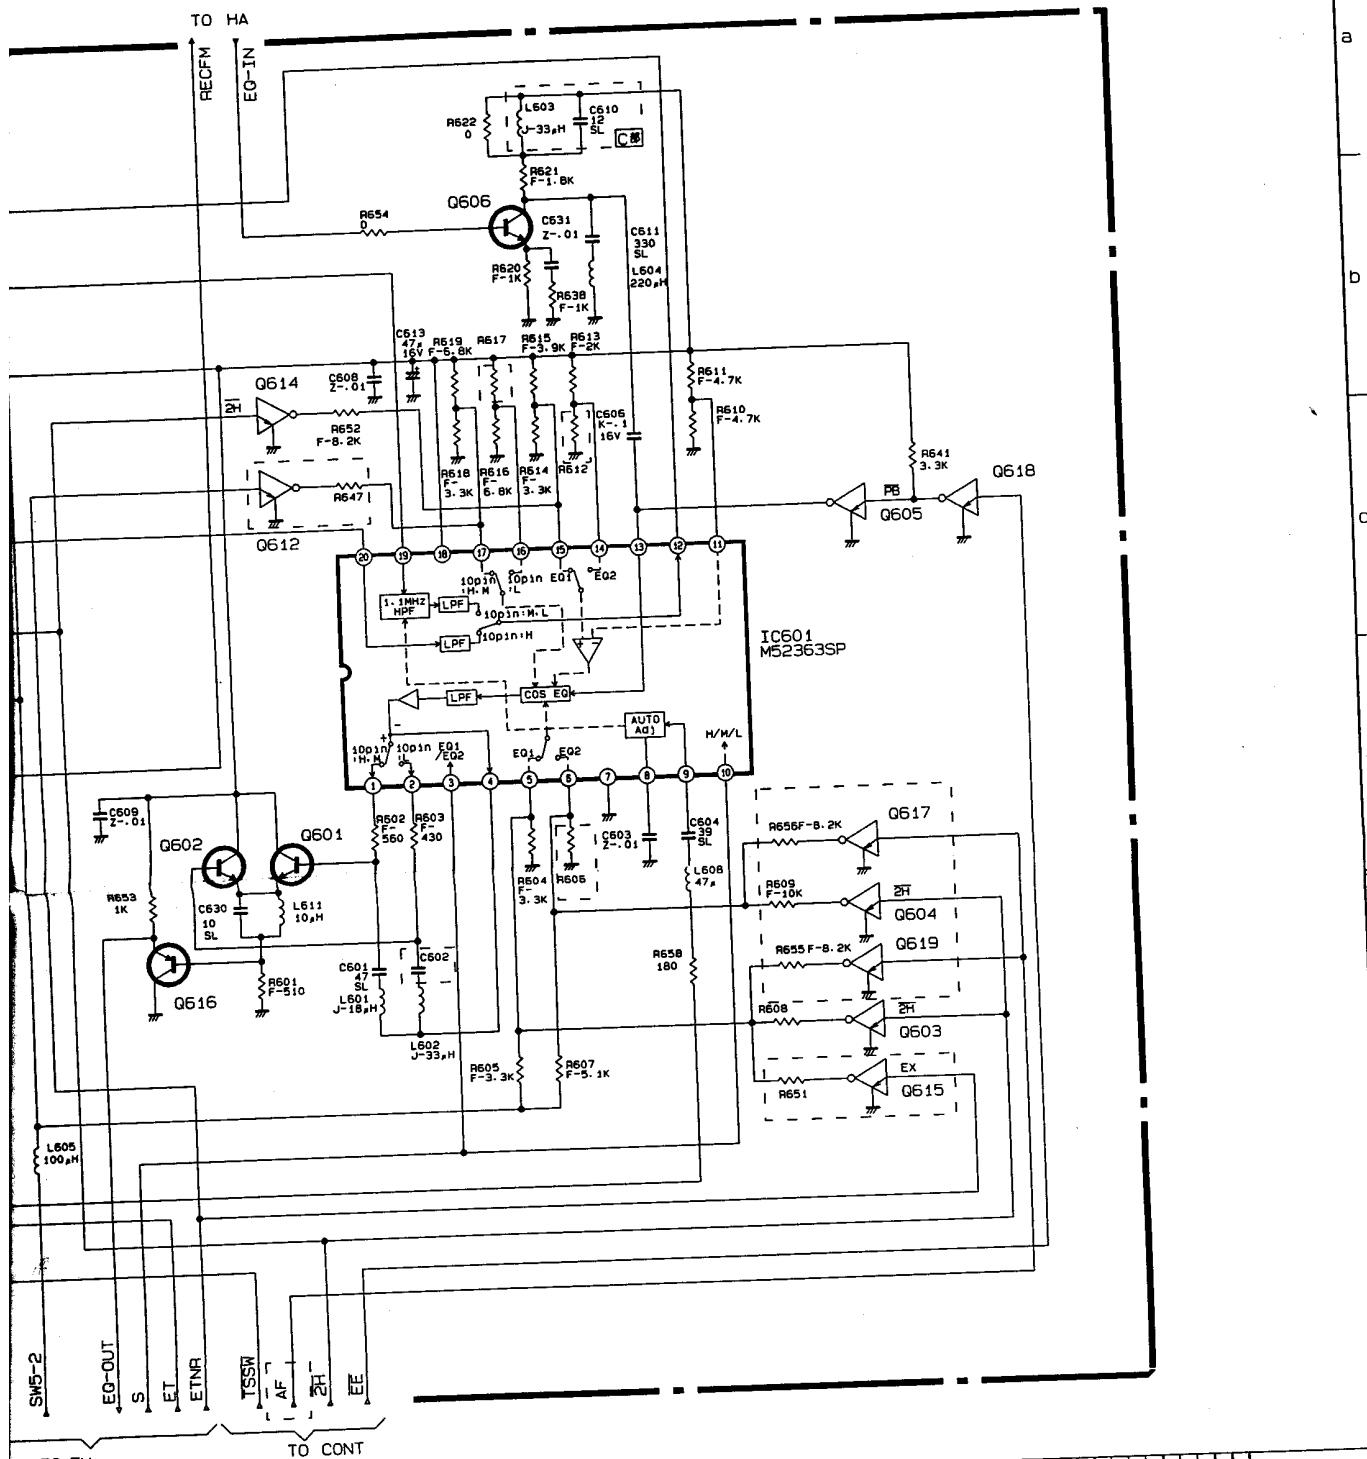 TO HA
a
RECFM
EQ-IN
L603
J-33μH
C610
12
SL
R622
0
C部
R621
F-1.8K
Q606
R654
0
C631
Z-.01
C611
330
SL
R620
F-1K
L604
220μH
R638
F-1K
b
C613
47μ
16V
R619
F-6.8K
R617
R615
F-3.9K
R613
F-2K
C608
Z-.01
R611
F-4.7K
Q614
2H
R610
F-4.7K
C606
K-.1
16V
R652
F-8.2K
R641
3.3K
R618
F-
3.3K
R616
F-
6.8K
R614
F-
3.3K
R612
Q618
R647
PB
Q605
Q612
20 19 18 17 16 15 14 13 12 11
10pin
:H.M
10pin
:L
EQ1
EQ2
1.1MHz
HPF
LPF
10pin:M.L
LPF
10pin:H
IC601
M52363SP
LPF
COS EQ
AUTO
Adj
H/M/L
10pin
:H.M
10pin
:L
EQ1
/EQ2
EQ1
EQ2
1 2 3 4 5 6 7 8 9 10
C609
Z-.01
Q602
Q601
R602
F-
560
R603
F-
430
C603
Z-.01
C604
39
SL
R656 F-8.2K
Q617
R604
F-
3.3K
R606
L608
47μ
R653
1K
R609
F-10K
2H
Q604
C630
10
SL
L611
10μH
R655 F-8.2K
Q619
C602
R658
180
C601
47
SL
R601
F-510
L601
J-18μH
Q616
R608
2H
Q603
L602
J-33μH
R605
F-3.3K
R607
F-5.1K
EX
R651
Q615
L605
100μH
SW5-2
EQ-OUT
S
ET
ETNR
TSSW
AF
2H
EE
TO CONT